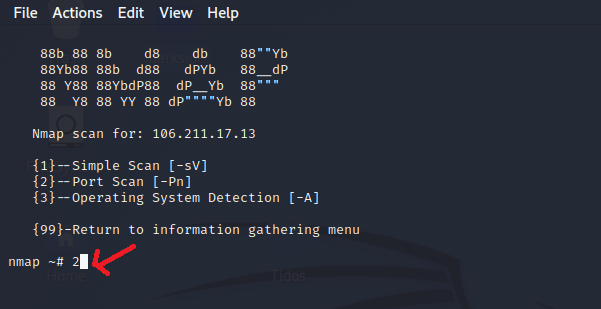 File Actions Edit View Help
88b 88 8b    d8    db    88""Yb
88Yb88 88b  d88   dPYb   88__dP
88 Y88 88YbdP88  dP__Yb  88"""
88  Y8 88 YY 88 dP""""Yb 88
Nmap scan for: 106.211.17.13
{1}--Simple Scan [-sV]
{2}--Port Scan [-Pn]
{3}--Operating System Detection [-A]
{99}-Return to information gathering menu
nmap ~# 2
Home